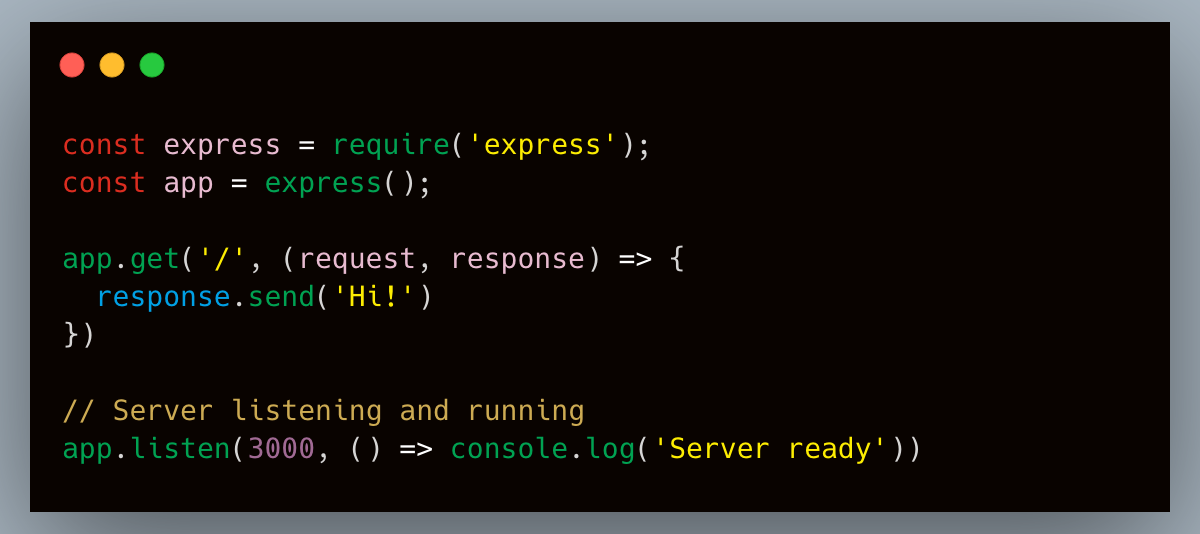 const express = require('express');
const app = express();
app.get('/', (request, response) => {
  response.send('Hi!')
})
// Server listening and running
app.listen(3000, () => console.log('Server ready'))